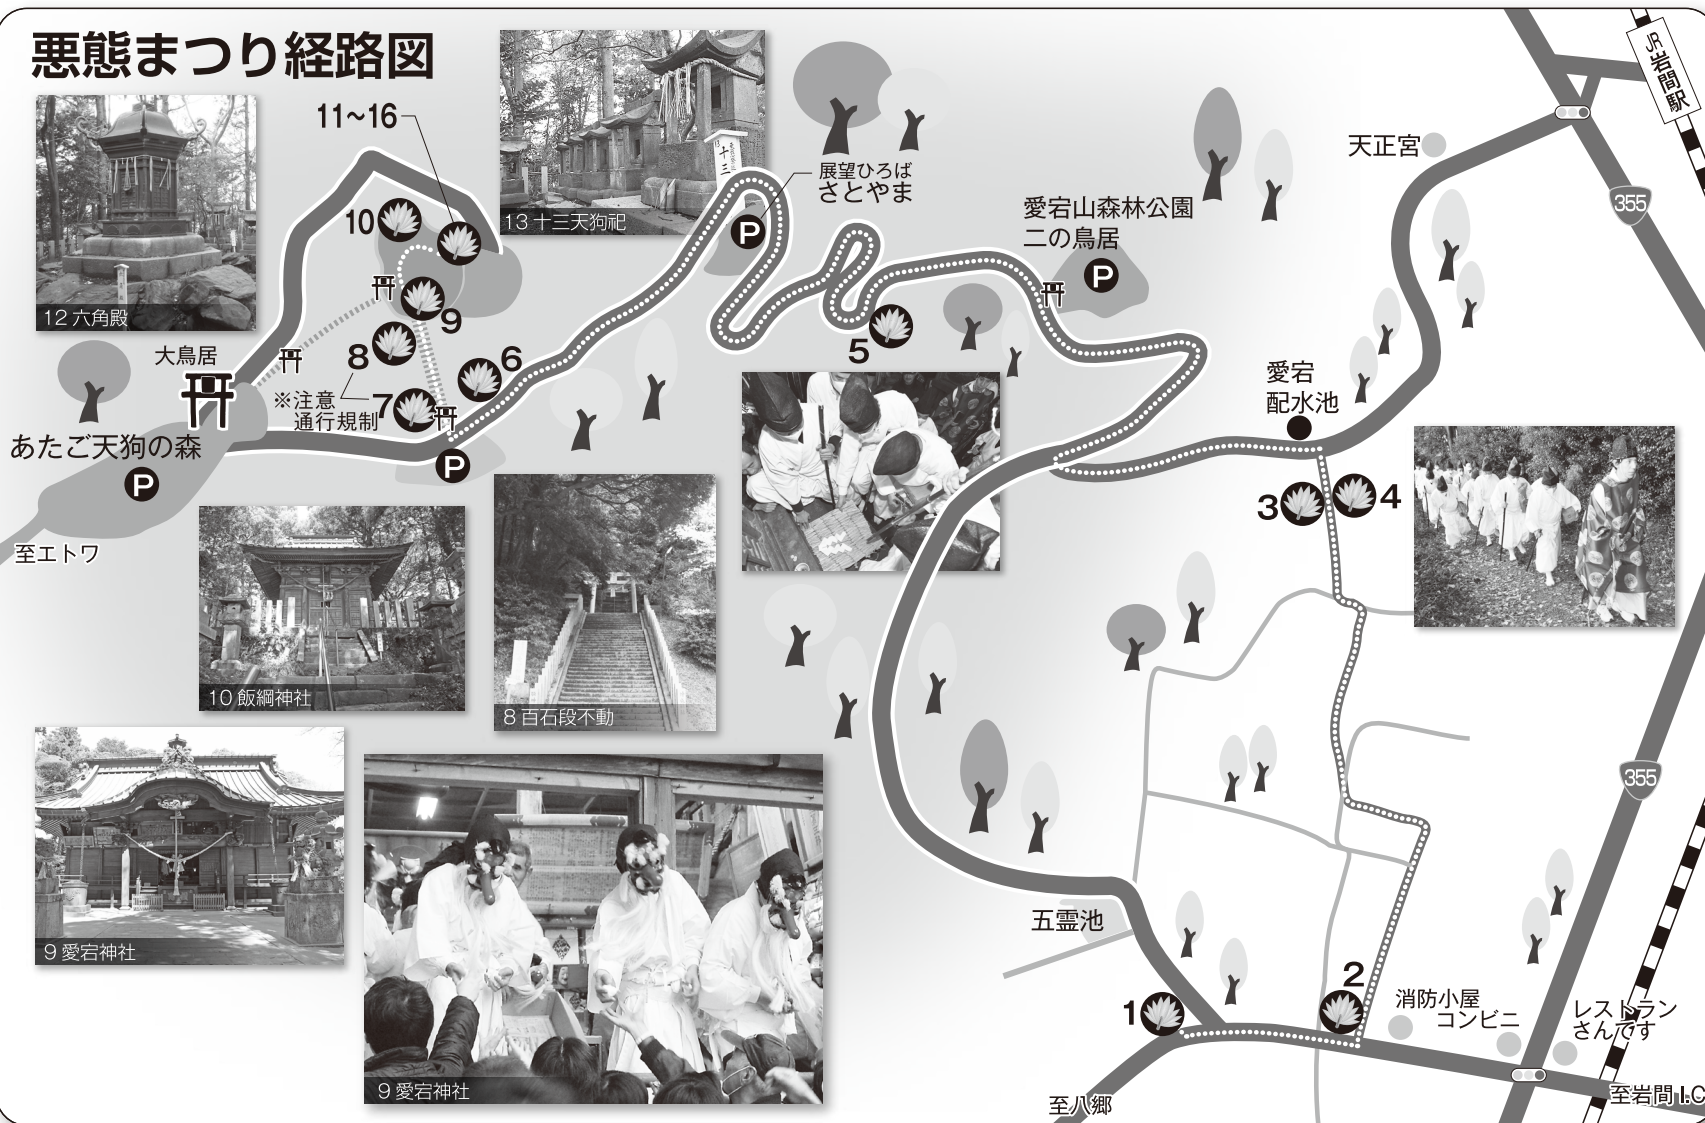 悪態まつり経路図
11~16
12 六角殿
13 十三天狗祀
十三
展望ひろば
さとやま
P
愛宕山森林公園
二の鳥居
P
天正宮
JR岩間駅
355
10
9
8
※注意
通行規制
7
6
5
大鳥居
あたご天狗の森
P
P
至エトワ
愛宕
配水池
3
4
10 飯綱神社
8 百石段不動
9 愛宕神社
9 愛宕神社
355
五霊池
1
2
消防小屋
コンビニ
レストラン
さんです
至八郷
至岩間 I.C